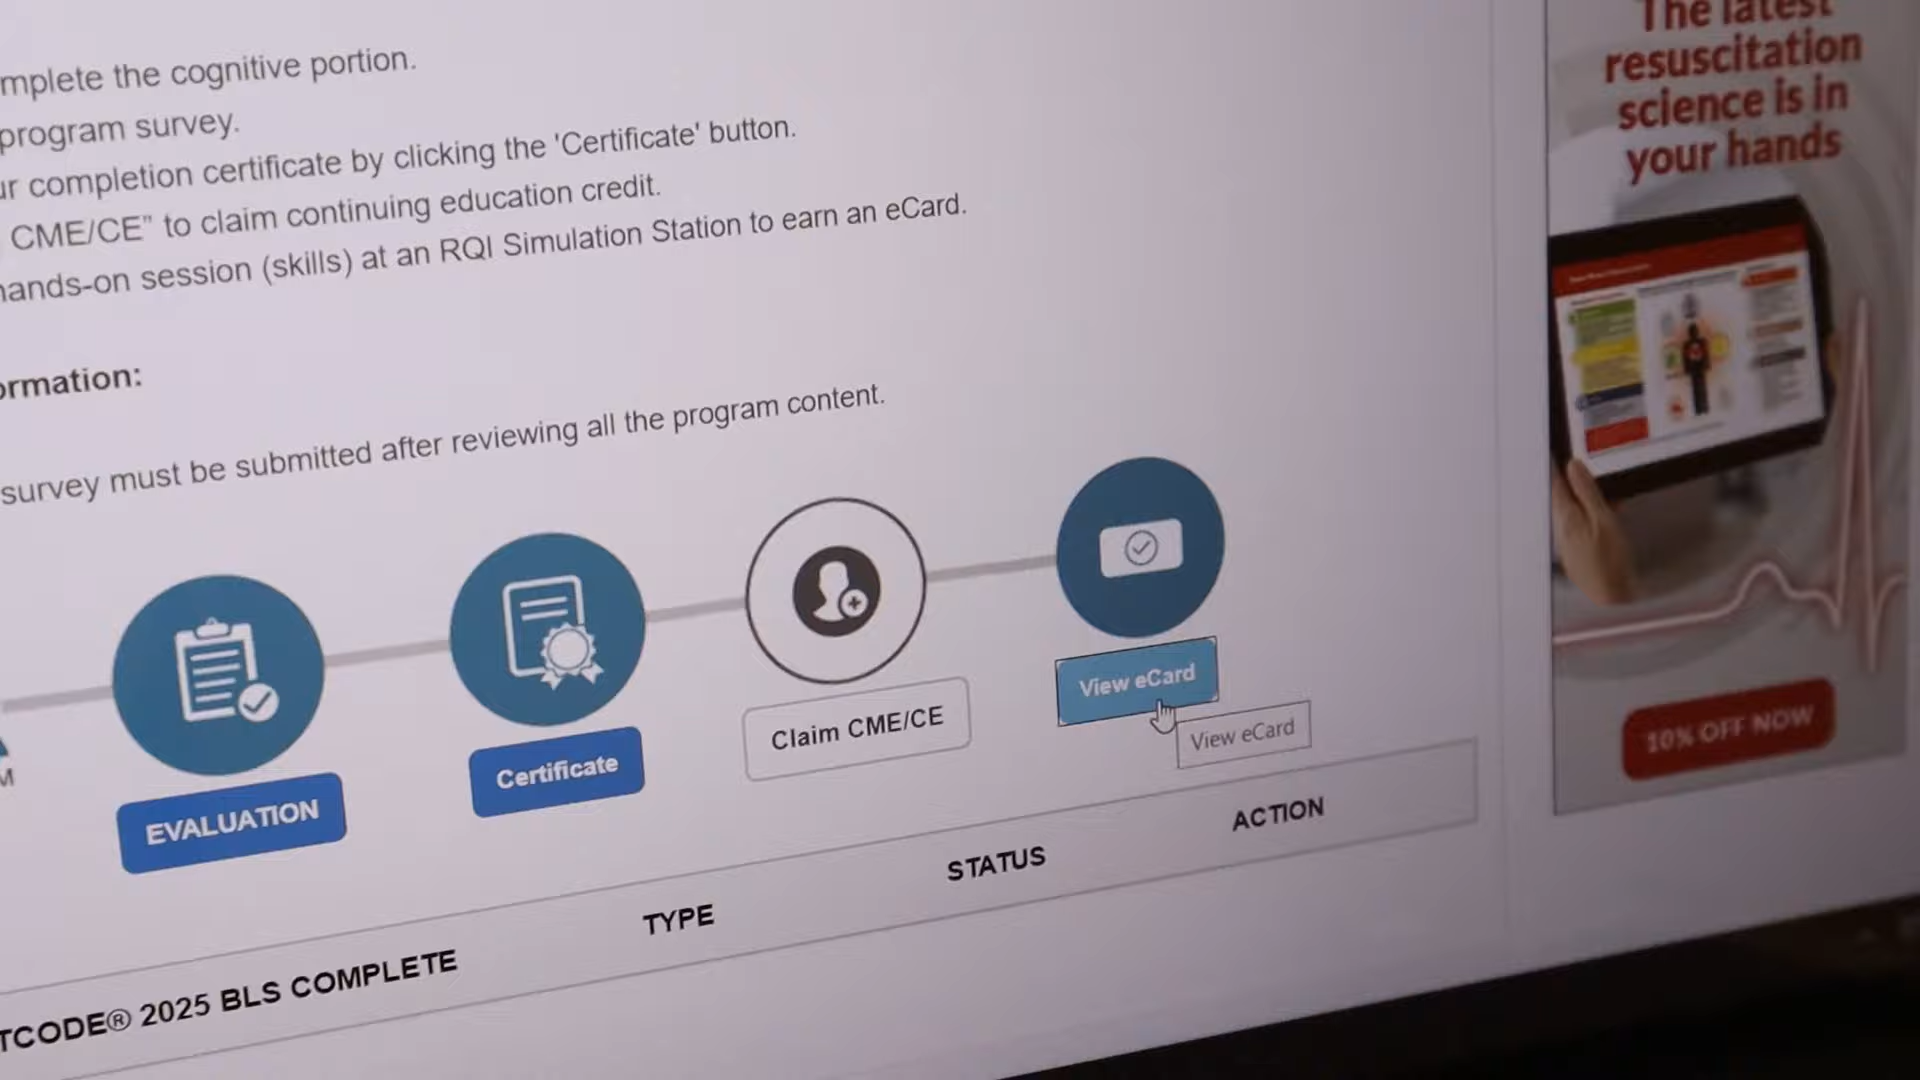 mplete the cognitive portion.
program survey.
ur completion certificate by clicking the 'Certificate' button.
CME/CE” to claim continuing education credit.
hands-on session (skills) at an RQI Simulation Station to earn an eCard.
ormation:
survey must be submitted after reviewing all the program content.
M
EVALUATION
Certificate
Claim CME/CE
View eCard
View eCard
TCODE® 2025 BLS COMPLETE
TYPE
STATUS
ACTION
The latest
resuscitation
science is in
your hands
10% OFF NOW